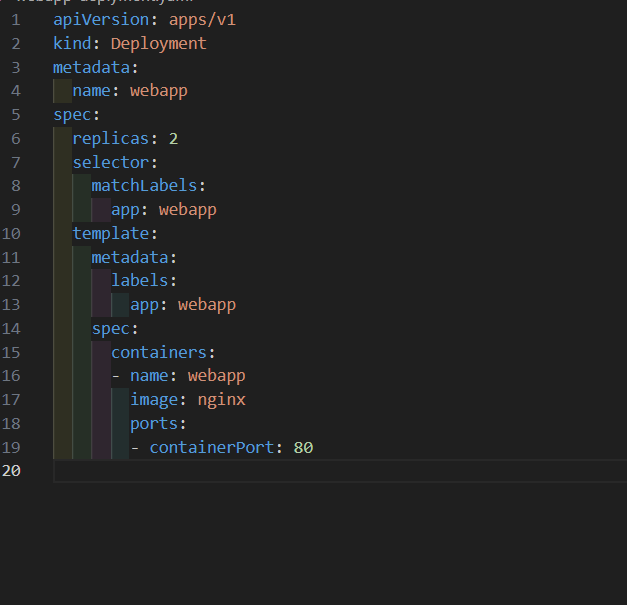 1 apiVersion: apps/v1
2 kind: Deployment
3 metadata:
4   name: webapp
5 spec:
6   replicas: 2
7   selector:
8     matchLabels:
9       app: webapp
10   template:
11     metadata:
12       labels:
13         app: webapp
14     spec:
15       containers:
16       - name: webapp
17         image: nginx
18         ports:
19         - containerPort: 80
20